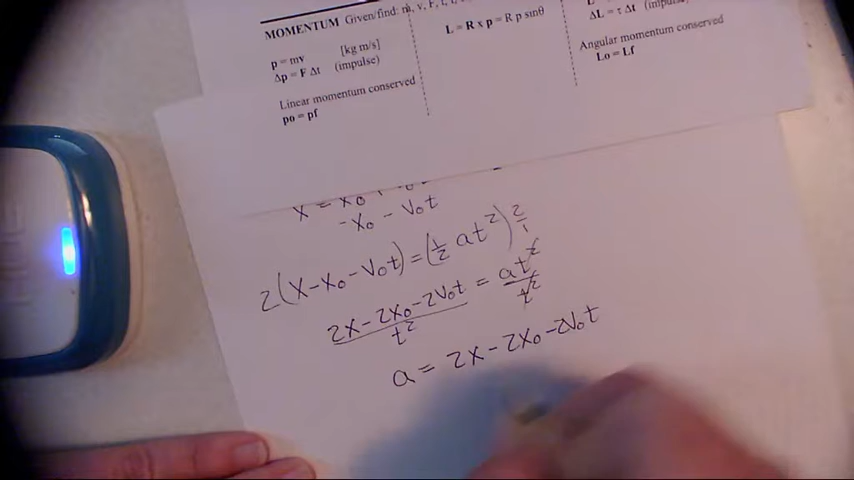 MOMENTUM Given/find: m, v, F, t,
p = mv [kg m/s]
Δp = F Δt (impulse)
Linear momentum conserved
po = pf
L = R x p = R p sinθ
ΔL = τ Δt
Angular momentum conserved
Lo = Lf
x = x₀
-x₀ - v₀t
2(x-x₀-v₀t)=(½ at²)2/1
(2x-2x₀-2v₀t)/t² = at²/t²
a = 2x-2x₀-2v₀t